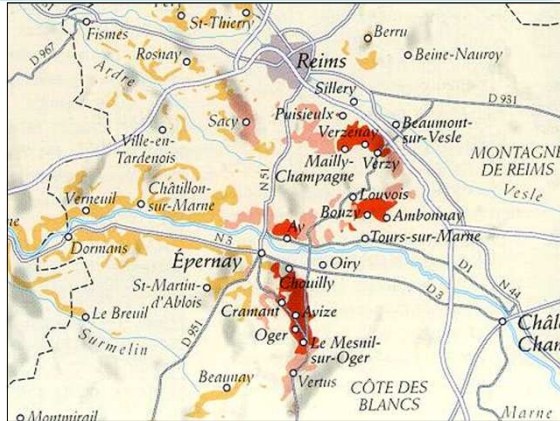 Fismes
St-Thierry
Berru
D 967
Rosnay
Reims
Beine-Nauroy
Ardre
Sillery
D 931
Sacy
Puisieulx
Beaumont-
sur-Vesle
Verzenay
Ville-en-
Tardenois
Mailly-
Champagne
Verzy
MONTAGNE
DE REIMS
Vesle
N 51
Châtillon-
sur-Marne
Verneuil
Louvois
Bouzy
Ambonnay
Ay
Dormans
N 3
Tours-sur-Marne
Épernay
Oiry
D1
N 44
Chouilly
D 3
St-Martin-
d'Ablois
Cramant
Avize
Le Breuil
Oger
Châl
Chan
Surmelin
D 951
Le Mesnil-
sur-Oger
Beaunay
Vertus
CÔTE DES
BLANCS
Montmirail
Marne